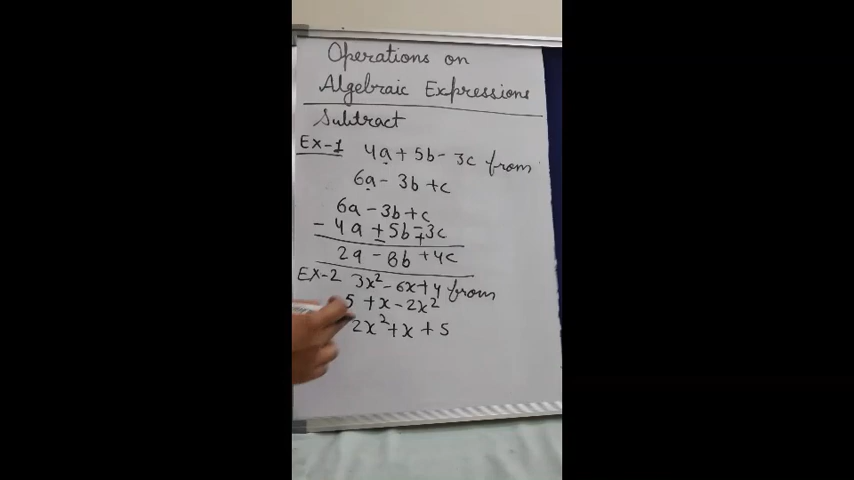 Operations on
Algebraic Expressions
Subtract
Ex-1 4a + 5b - 3c from
6a - 3b + c
6a - 3b + c
- 4a ± 5b ∓ 3c
2a - 8b + 4c
Ex-2 3x² - 6x + 4 from
5 + x - 2x²
2x² + x + 5